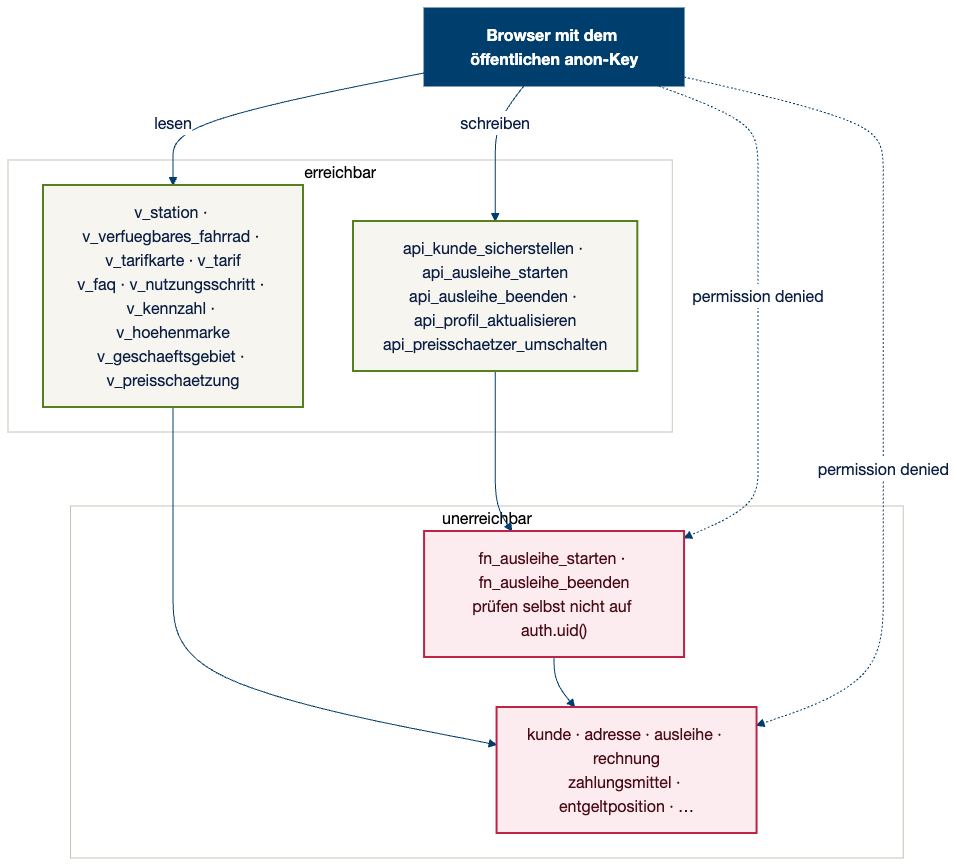 Browser mit dem
öffentlichen anon-Key
lesen
schreiben
erreichbar
v_station ·
v_verfuegbares_fahrrad ·
v_tarifkarte · v_tarif
v_faq · v_nutzungsschritt ·
v_kennzahl ·
v_hoehenmarke
v_geschaeftsgebiet ·
v_preisschaetzung
api_kunde_sicherstellen ·
api_ausleihe_starten
api_ausleihe_beenden ·
api_profil_aktualisieren
api_preisschaetzer_umschalten
permission denied
permission denied
unerreichbar
fn_ausleihe_starten ·
fn_ausleihe_beenden
prüfen selbst nicht auf
auth.uid()
kunde · adresse · ausleihe ·
rechnung
zahlungsmittel ·
entgeltposition · …